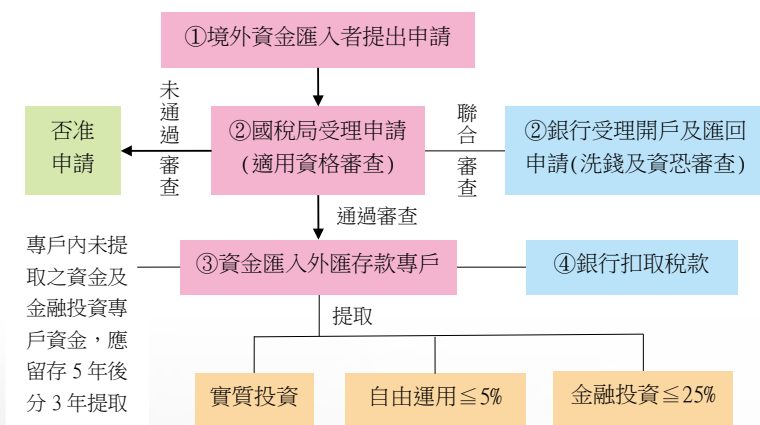 ①境外資金匯入者提出申請
未通過
審查
否准
申請
②國稅局受理申請
(適用資格審查)
聯合
審查
②銀行受理開戶及匯回
申請(洗錢及資恐審查)
通過審查
專戶內未提
取之資金及
金融投資專
戶資金，應
留存 5 年後
分 3 年提取
③資金匯入外匯存款專戶
④銀行扣取稅款
提取
實質投資
自由運用≦5%
金融投資≦25%